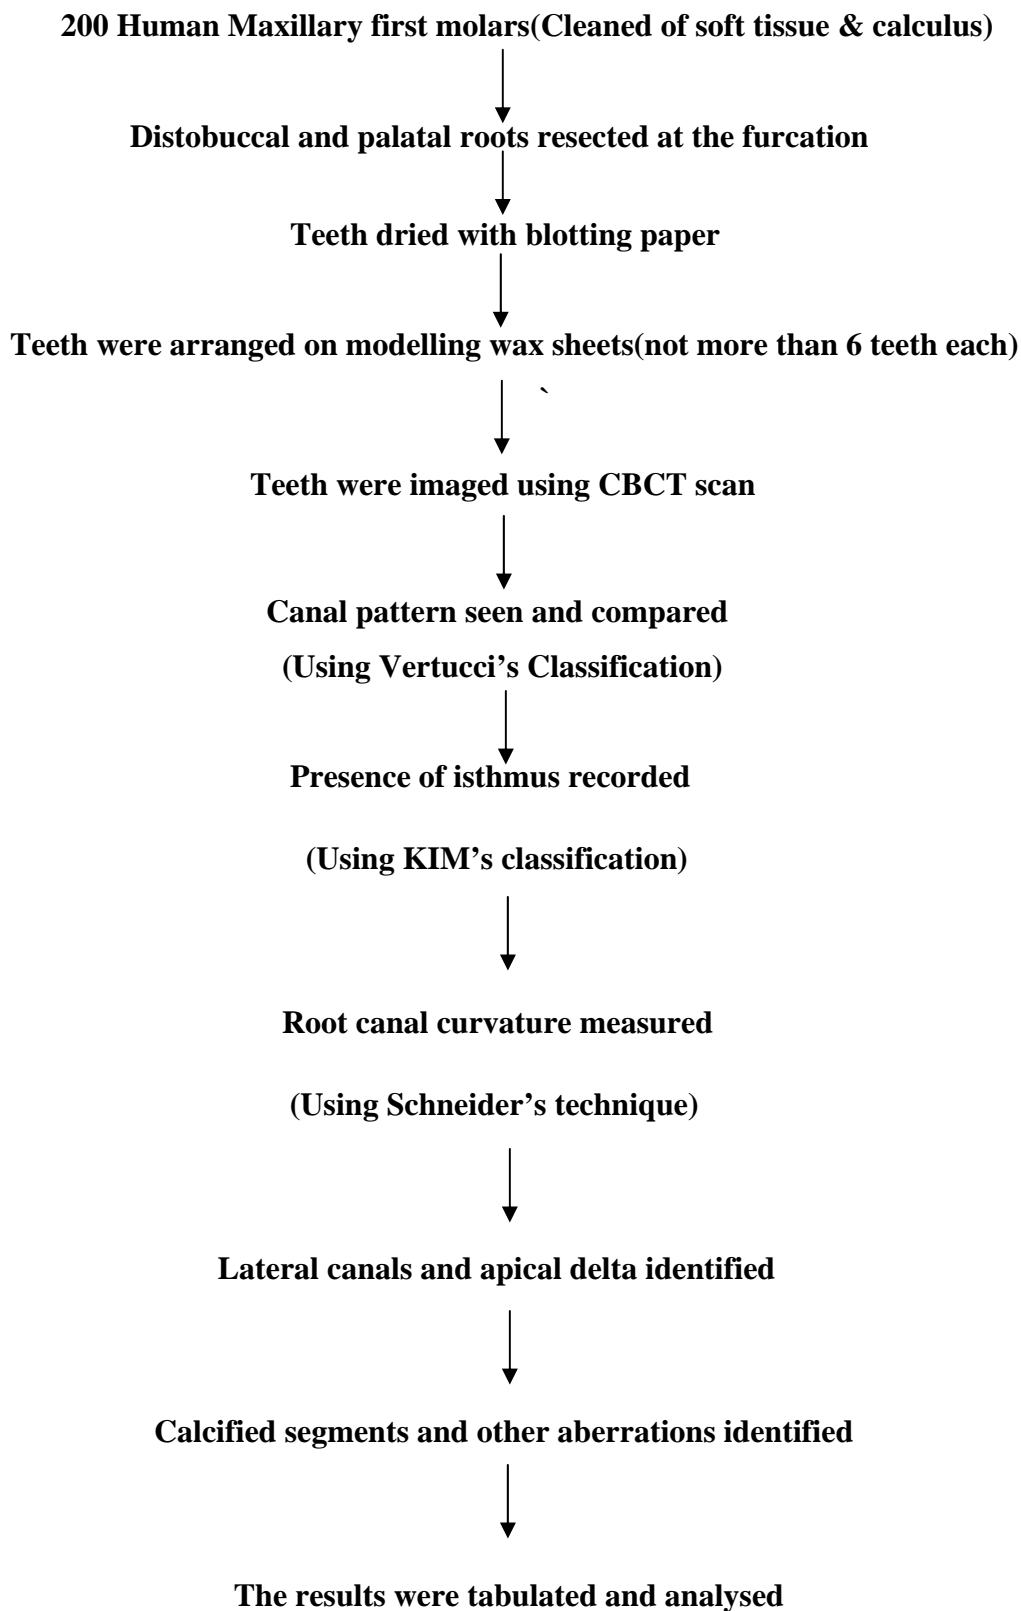 200 Human Maxillary first molars(Cleaned of soft tissue & calculus)
Distobuccal and palatal roots resected at the furcation
Teeth dried with blotting paper
Teeth were arranged on modelling wax sheets(not more than 6 teeth each)
`
Teeth were imaged using CBCT scan
Canal pattern seen and compared
(Using Vertucci’s Classification)
Presence of isthmus recorded
(Using KIM’s classification)
Root canal curvature measured
(Using Schneider’s technique)
Lateral canals and apical delta identified
Calcified segments and other aberrations identified
The results were tabulated and analysed